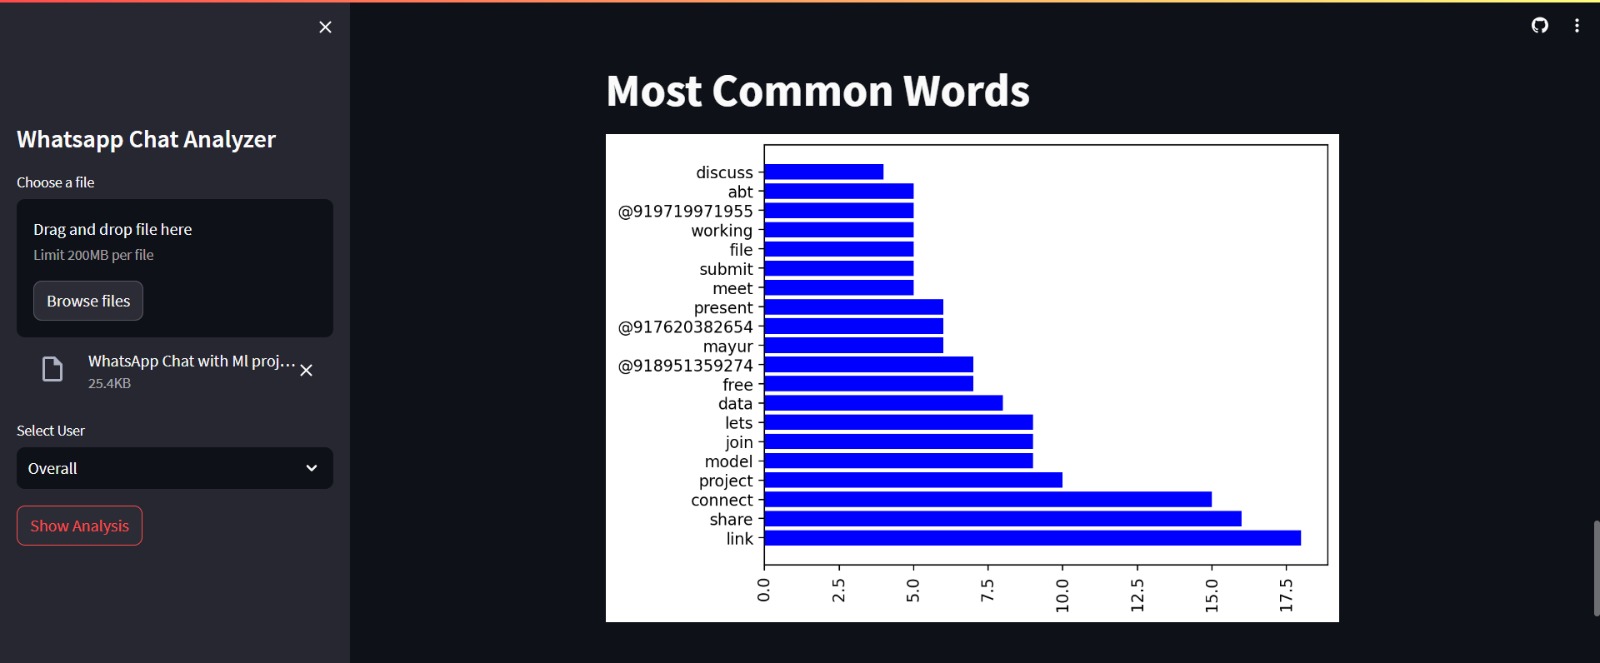 Whatsapp Chat Analyzer
Choose a file
Drag and drop file here
Limit 200MB per file
Browse files
WhatsApp Chat with Ml proj...
25.4KB
Select User
Overall
Show Analysis
Most Common Words
discuss
abt
@919719971955
working
file
submit
meet
present
@917620382654
mayur
@918951359274
free
data
lets
join
model
project
connect
share
link
0.0 2.5 5.0 7.5 10.0 12.5 15.0 17.5